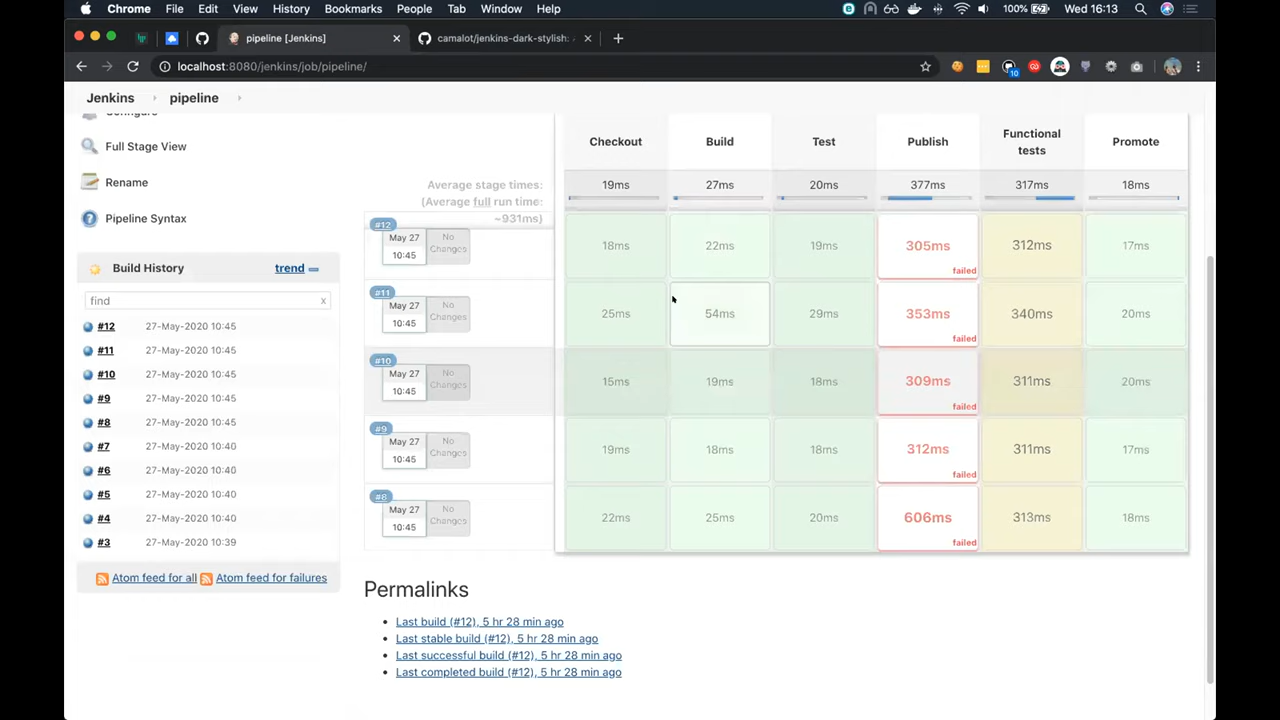 Chrome File Edit View History Bookmarks People Tab Window Help 100% Wed 16:13
pipeline [Jenkins] camalot/jenkins-dark-stylish:
localhost:8080/jenkins/job/pipeline/ 10
Jenkins pipeline
Configure
Full Stage View
Rename
Pipeline Syntax
Build History trend
find x
#12 27-May-2020 10:45
#11 27-May-2020 10:45
#10 27-May-2020 10:45
#9 27-May-2020 10:45
#8 27-May-2020 10:45
#7 27-May-2020 10:40
#6 27-May-2020 10:40
#5 27-May-2020 10:40
#4 27-May-2020 10:40
#3 27-May-2020 10:39
Atom feed for all Atom feed for failures
Checkout Build Test Publish Functional tests Promote
Average stage times:
(Average full run time:
~931ms)
19ms 27ms 20ms 377ms 317ms 18ms
#12
May 27
10:45
No
Changes
18ms 22ms 19ms 305ms 312ms 17ms
failed
#11
May 27
10:45
No
Changes
25ms 54ms 29ms 353ms 340ms 20ms
failed
#10
May 27
10:45
No
Changes
15ms 19ms 18ms 309ms 311ms 20ms
failed
#9
May 27
10:45
No
Changes
19ms 18ms 18ms 312ms 311ms 17ms
failed
#8
May 27
10:45
No
Changes
22ms 25ms 20ms 606ms 313ms 18ms
failed
Permalinks
Last build (#12), 5 hr 28 min ago
Last stable build (#12), 5 hr 28 min ago
Last successful build (#12), 5 hr 28 min ago
Last completed build (#12), 5 hr 28 min ago